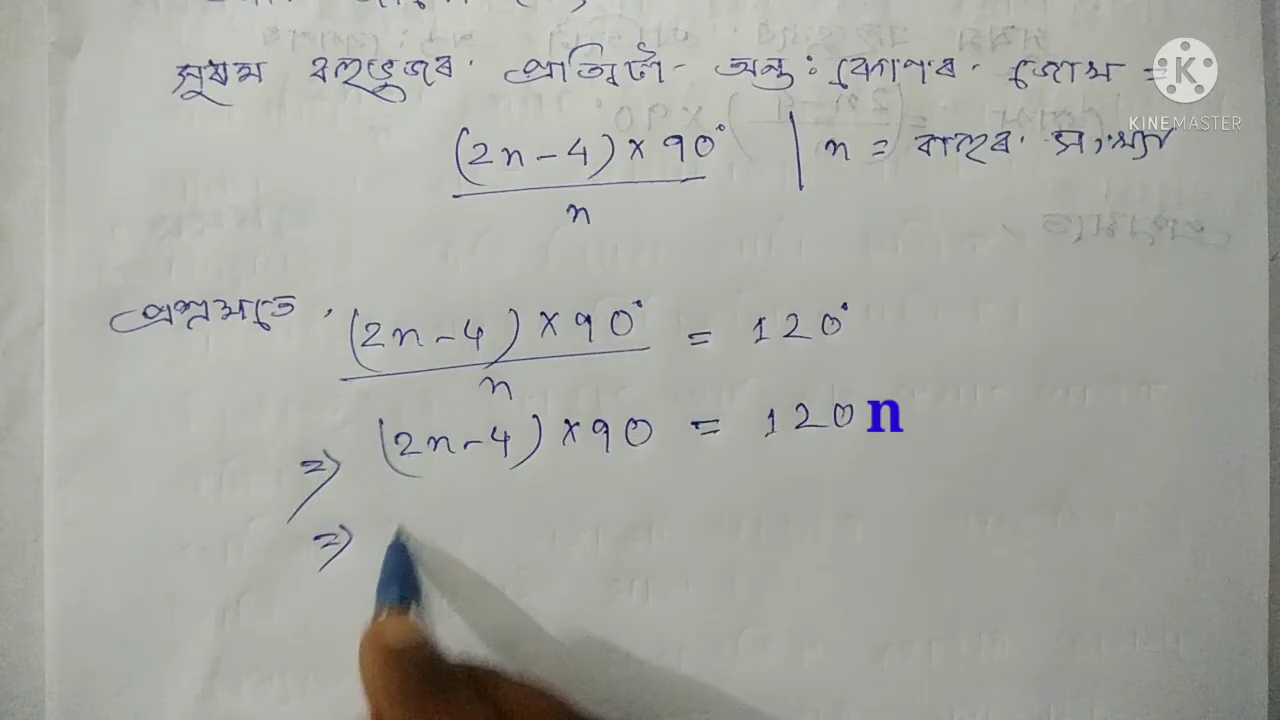 সুষম বহুভুজৰ প্ৰতিটো অন্তঃকোণৰ জোখ =
(2n-4) × 90° / n | n = বাহুৰ সংখ্যা
প্ৰশ্নমতে, (2n-4) × 90° / n = 120°
⇒ (2n-4) × 90 = 120 n
⇒
KINEMASTER